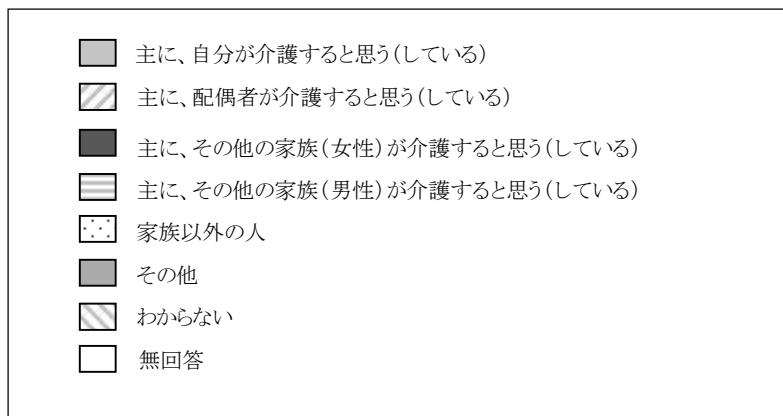 主に、自分が介護すると思う(している)
主に、配偶者が介護すると思う(している)
主に、その他の家族(女性)が介護すると思う(している)
主に、その他の家族(男性)が介護すると思う(している)
家族以外の人
その他
わからない
無回答